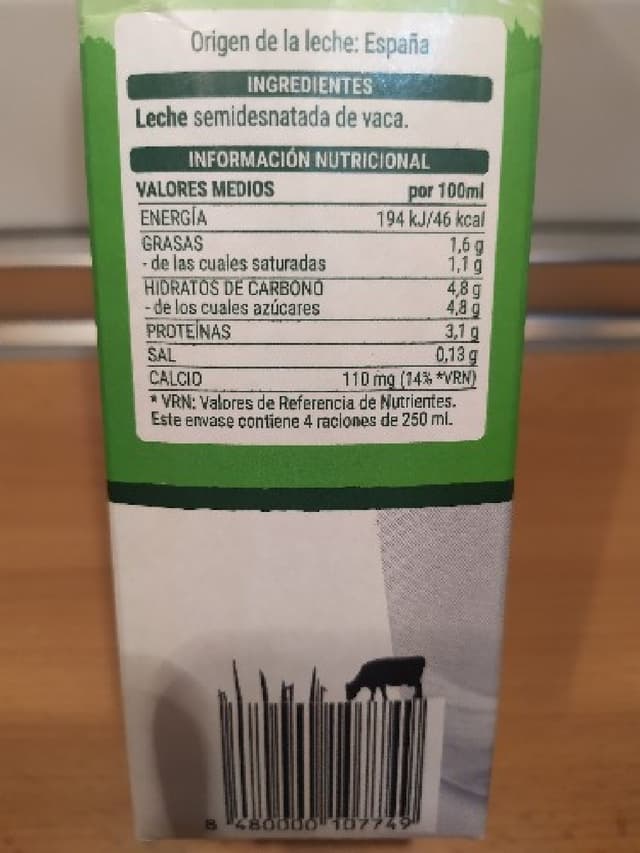 Origen de la leche: España
INGREDIENTES
Leche semidesnatada de vaca.
INFORMACIÓN NUTRICIONAL
VALORES MEDIOS por 100ml
ENERGÍA 194 kJ/46 kcal
GRASAS 1,6 g
- de las cuales saturadas 1,1 g
HIDRATOS DE CARBONO 4,8 g
- de los cuales azúcares 4,8 g
PROTEÍNAS 3,1 g
SAL 0,13 g
CALCIO 110 mg (14% *VRN)
* VRN: Valores de Referencia de Nutrientes.
Este envase contiene 4 raciones de 250 ml.
8 480000 107749